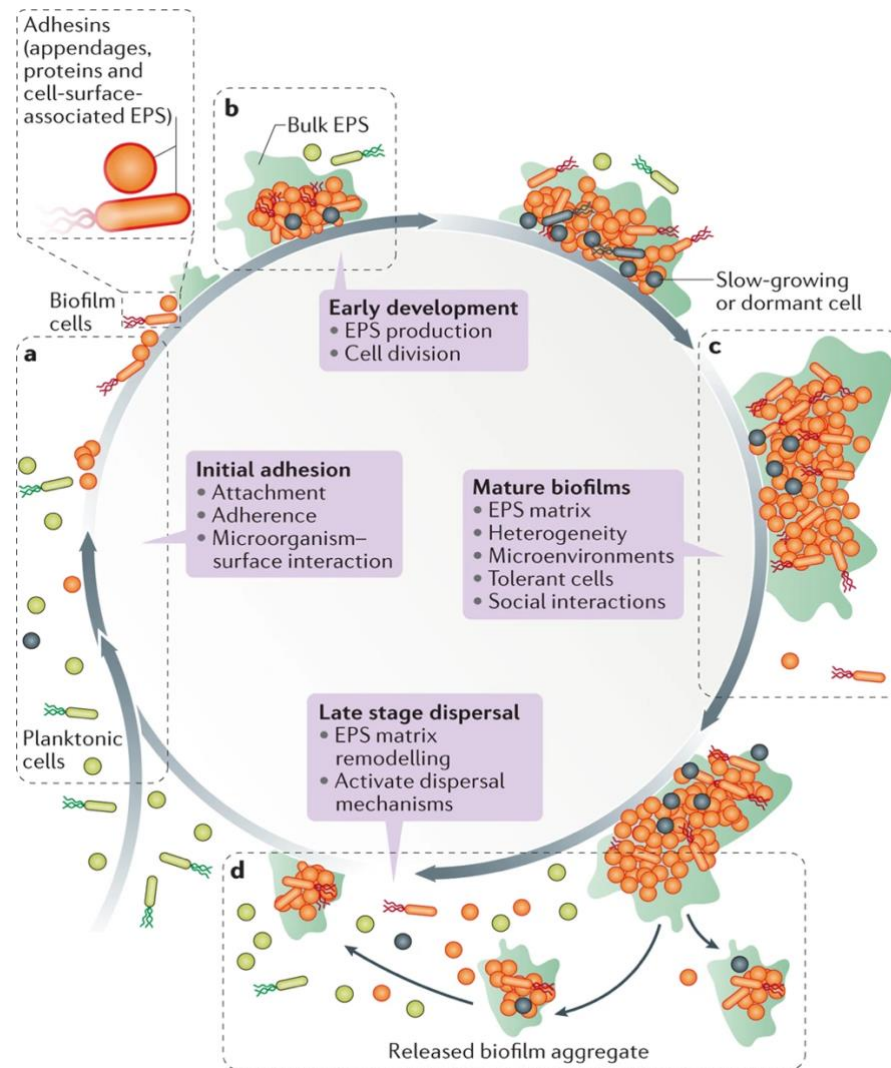 Adhesins
(appendages,
proteins and
cell-surface-
associated EPS)
b
Bulk EPS
Slow-growing
or dormant cell
Biofilm
cells
Early development
• EPS production
• Cell division
a
c
Initial adhesion
• Attachment
• Adherence
• Microorganism–
surface interaction
Mature biofilms
• EPS matrix
• Heterogeneity
• Microenvironments
• Tolerant cells
• Social interactions
Planktonic
cells
Late stage dispersal
• EPS matrix
remodelling
• Activate dispersal
mechanisms
d
Released biofilm aggregate